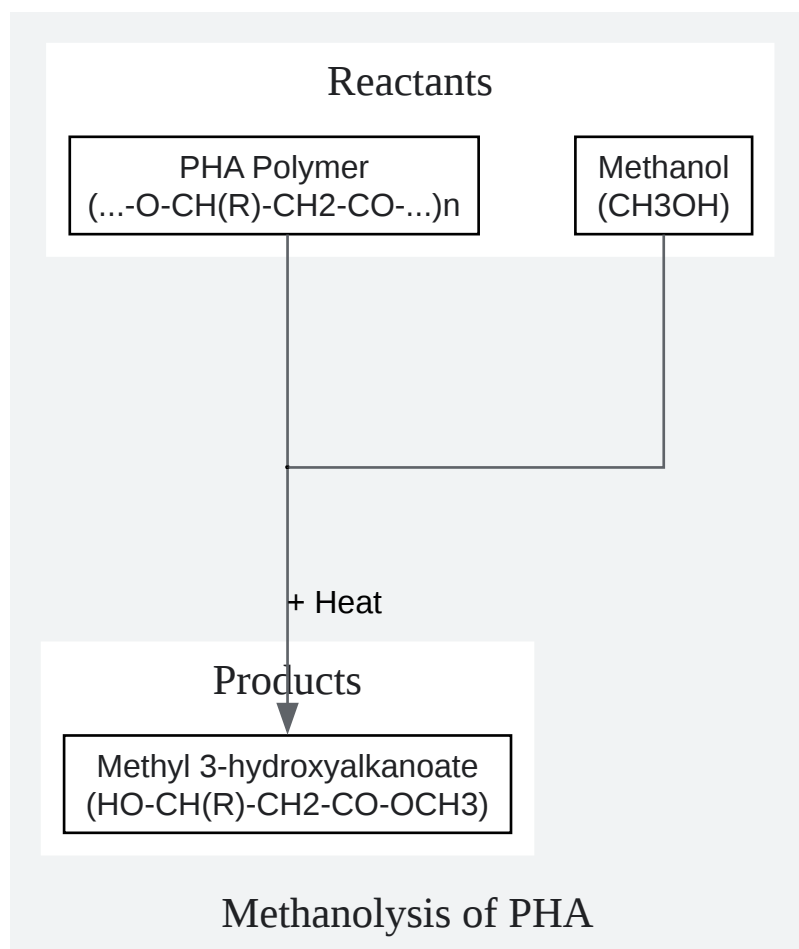 Reactants
PHA Polymer
(...-O-CH(R)-CH2-CO-...)n
Methanol
(CH3OH)
+ Heat
Products
Methyl 3-hydroxyalkanoate
(HO-CH(R)-CH2-CO-OCH3)
Methanolysis of PHA